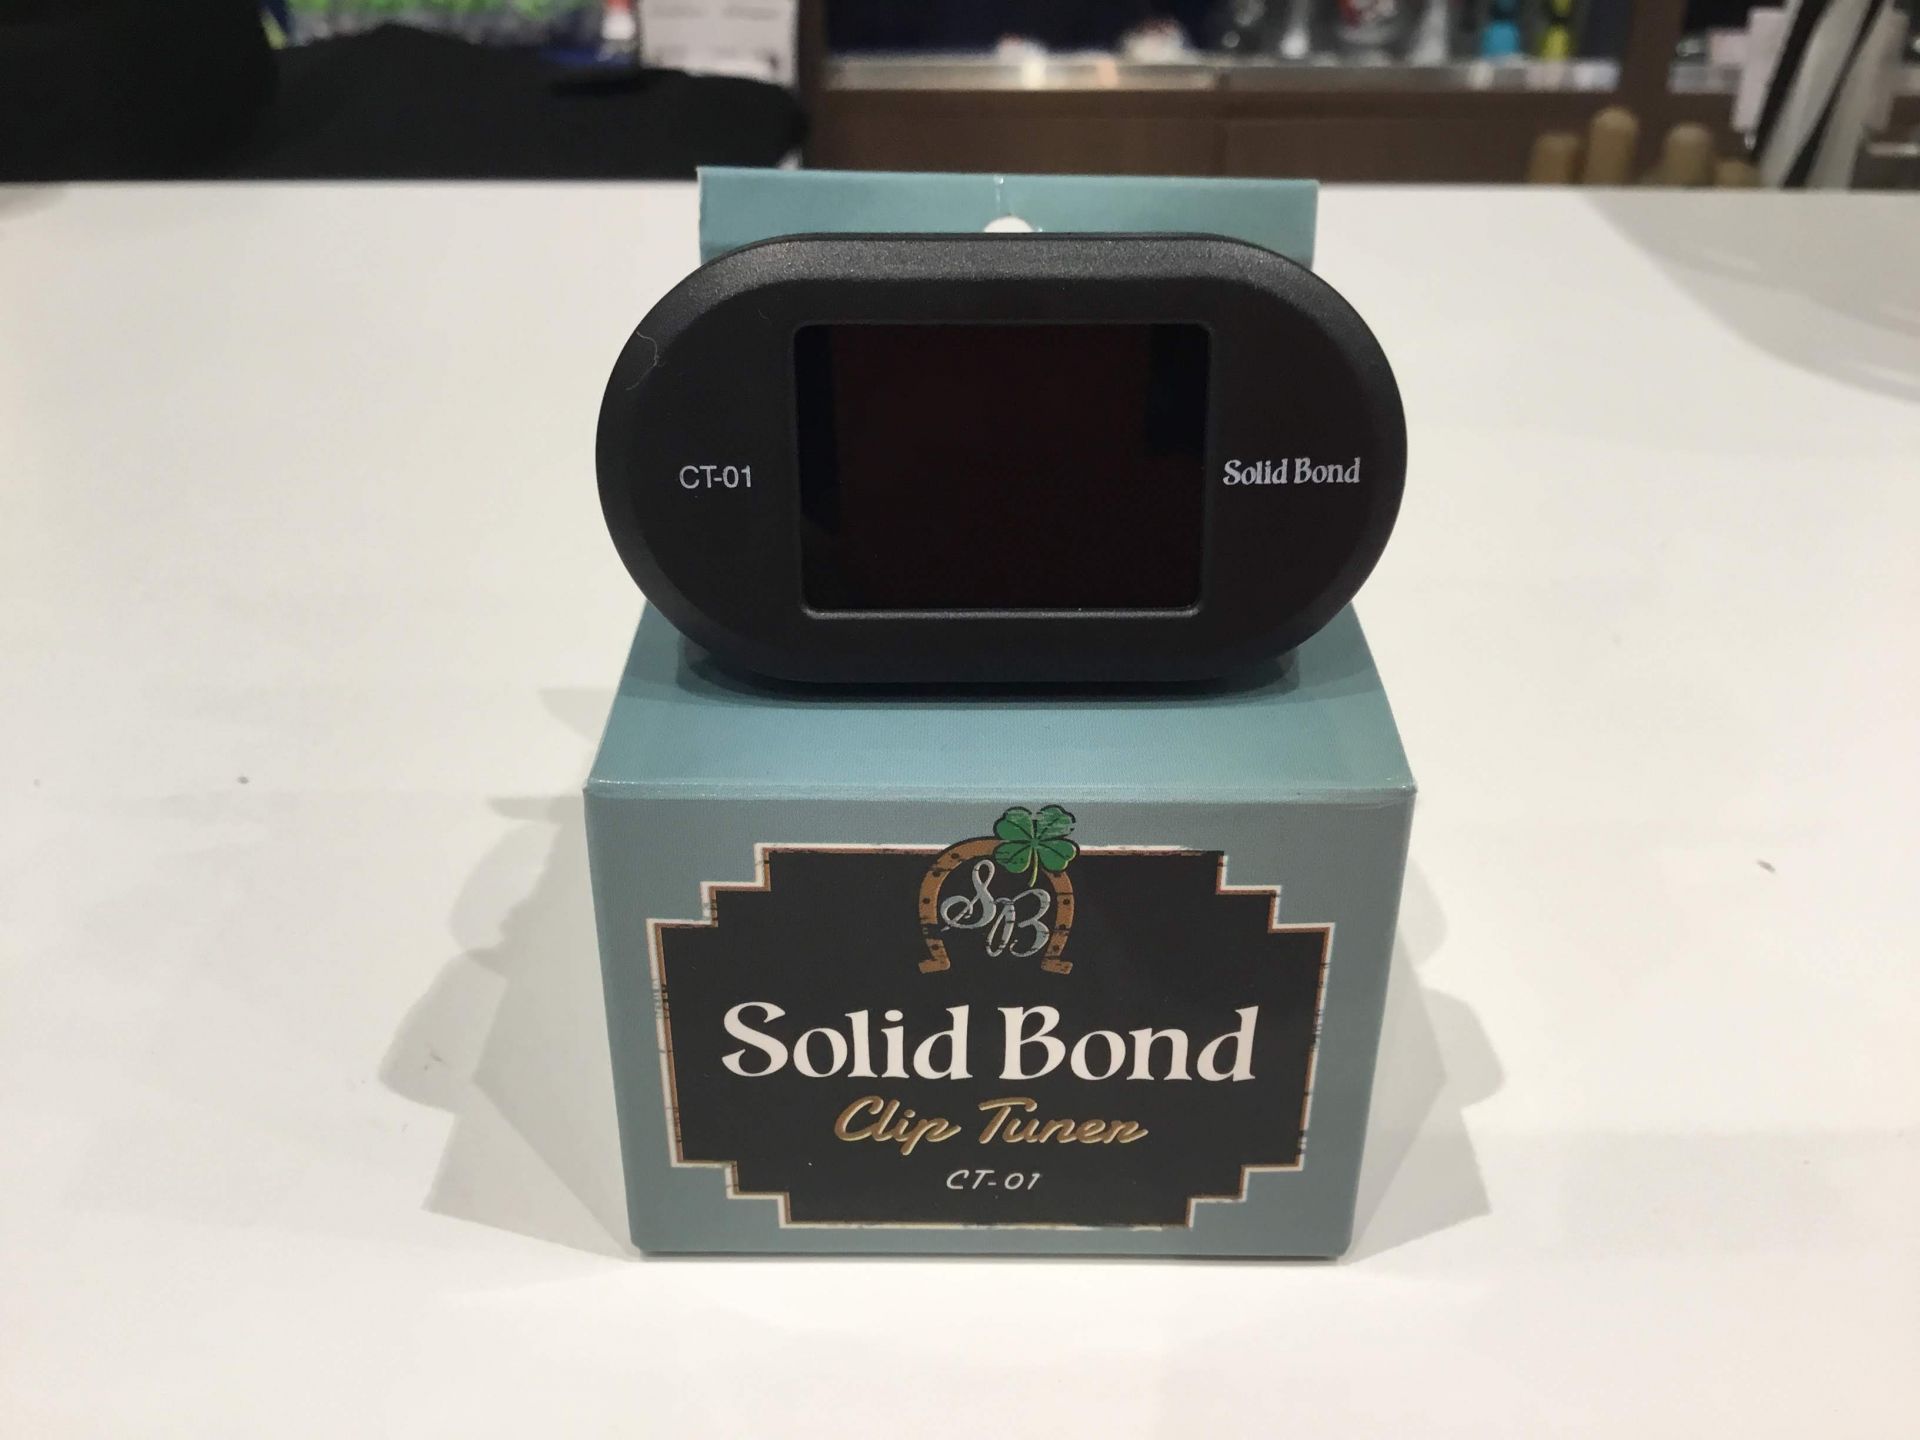 CT-01
Solid Bond
SB
Solid Bond
Clip Tuner
CT-01